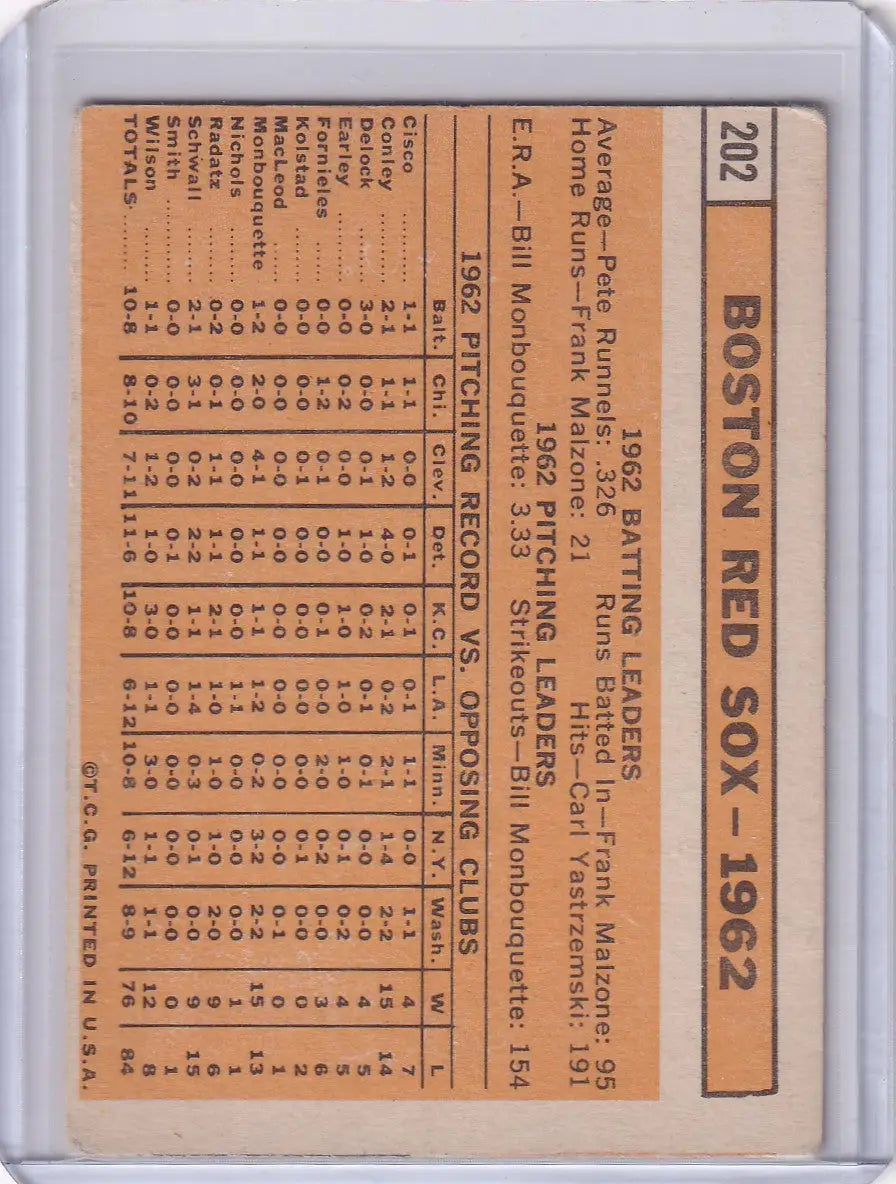 202
BOSTON RED SOX—1962
1962 BATTING LEADERS
Average—Pete Runnels: .326 Runs Batted In—Frank Malzone: 95
Home Runs—Frank Malzone: 21 Hits—Carl Yastrzemski: 191
1962 PITCHING LEADERS
E.R.A.—Bill Monbouquette: 3.33 Strikeouts—Bill Monbouquette: 154
1962 PITCHING RECORD VS. OPPOSING CLUBS
Balt. Chi. Clev. Det. K.C. L.A. Minn. N.Y. Wash. W L
Cisco ......... 1-1 1-1 0-0 0-1 0-1 0-1 1-1 0-0 1-1 4 7
Conley ......... 2-1 1-1 1-2 4-0 2-1 0-2 2-1 1-4 2-2 15 14
Delock ......... 3-0 0-0 0-1 1-0 0-2 0-1 0-1 0-0 0-0 4 5
Earley ......... 0-0 0-2 0-0 1-0 1-0 1-0 1-0 0-1 0-2 4 5
Fornieles ...... 0-0 1-2 0-1 0-0 0-1 0-0 2-0 0-2 0-0 3 6
Kolstad ........ 0-0 0-0 0-1 0-0 0-0 0-0 0-0 0-1 0-0 0 2
MacLeod ...... 0-0 0-0 0-0 0-0 0-0 0-0 0-0 0-0 0-1 0 1
Monbouquette . 1-2 2-0 4-1 1-1 1-1 1-2 0-2 3-2 2-2 15 13
Nichols ........ 0-0 0-0 0-0 0-0 0-0 1-1 0-0 0-0 0-0 1 1
Radatz ......... 0-2 0-1 1-1 1-1 2-1 1-0 1-0 1-0 2-0 9 6
Schwall ....... 2-1 3-1 0-2 2-2 1-1 1-4 0-3 0-1 0-0 9 15
Smith .......... 0-0 0-0 0-0 0-1 0-0 0-0 0-0 0-0 0-0 0 1
Wilson ......... 1-1 0-2 1-2 1-0 3-0 1-1 3-0 1-1 1-1 12 8
TOTALS ........ 10-8 8-10 7-11 11-6 10-8 6-12 10-8 6-12 8-9 76 84
©T.C.G. PRINTED IN U.S.A.